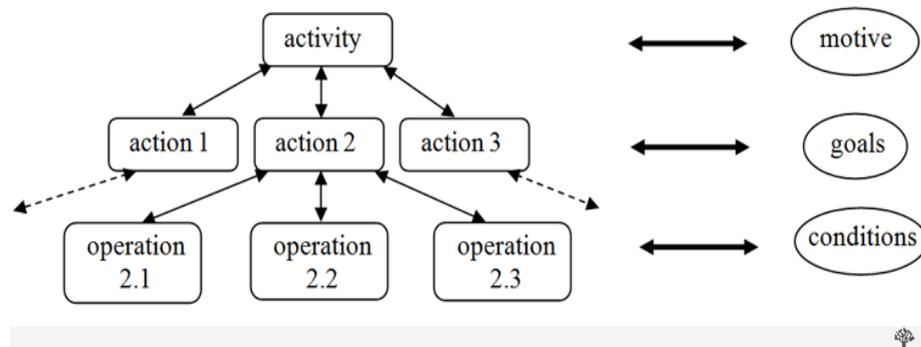 activity
motive
action 1
action 2
action 3
goals
operation
2.1
operation
2.2
operation
2.3
conditions